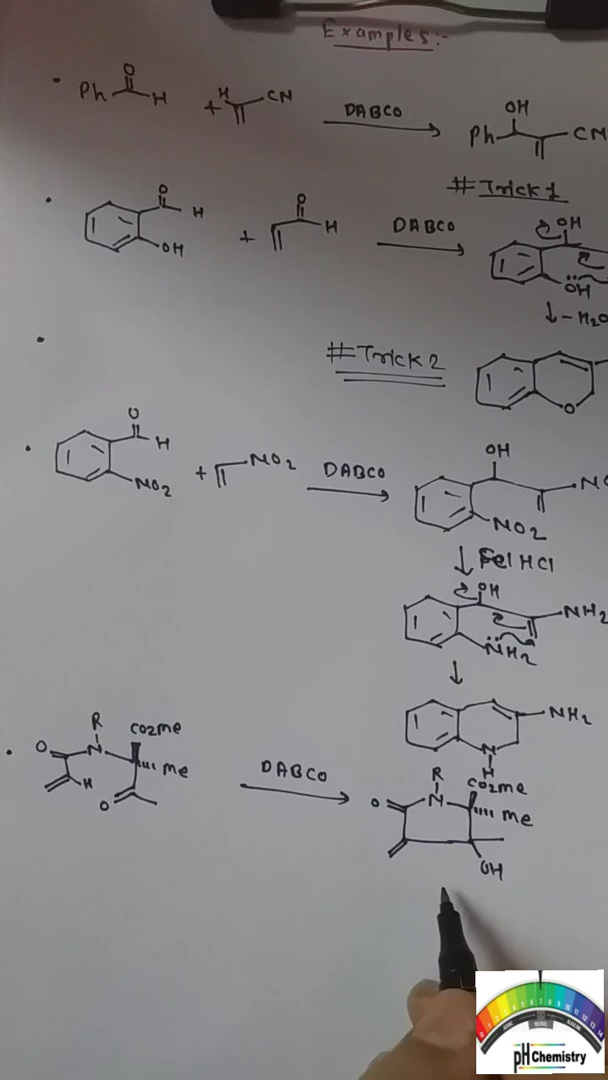 Examples:-
Ph O H + H CN DABCO OH Ph CN
#Trick 1
O H OH + O H DABCO OH OH
↓ -H2O
#Trick 2
O
O H NO2 + NO2 DABCO OH NO2
↓ Fe/HCl
OH NH2 NH2
↓
NH2 N H
R CO2Me O N Me H O DABCO R CO2Me O N Me OH
pH Chemistry